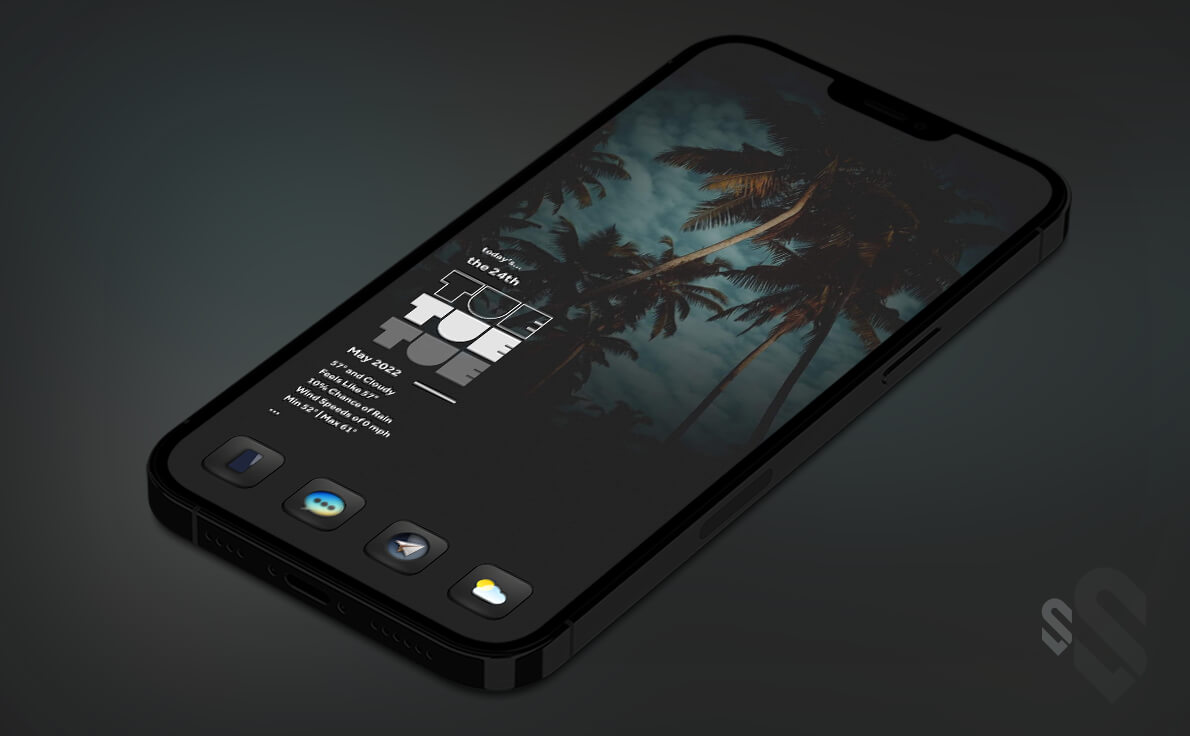 today's...
the 24th
TUE
TUE
TUE
May 2022
57° and Cloudy
Feels Like 57°
10% Chance of Rain
Wind Speeds of 0 mph
Min 52° | Max 61°
...